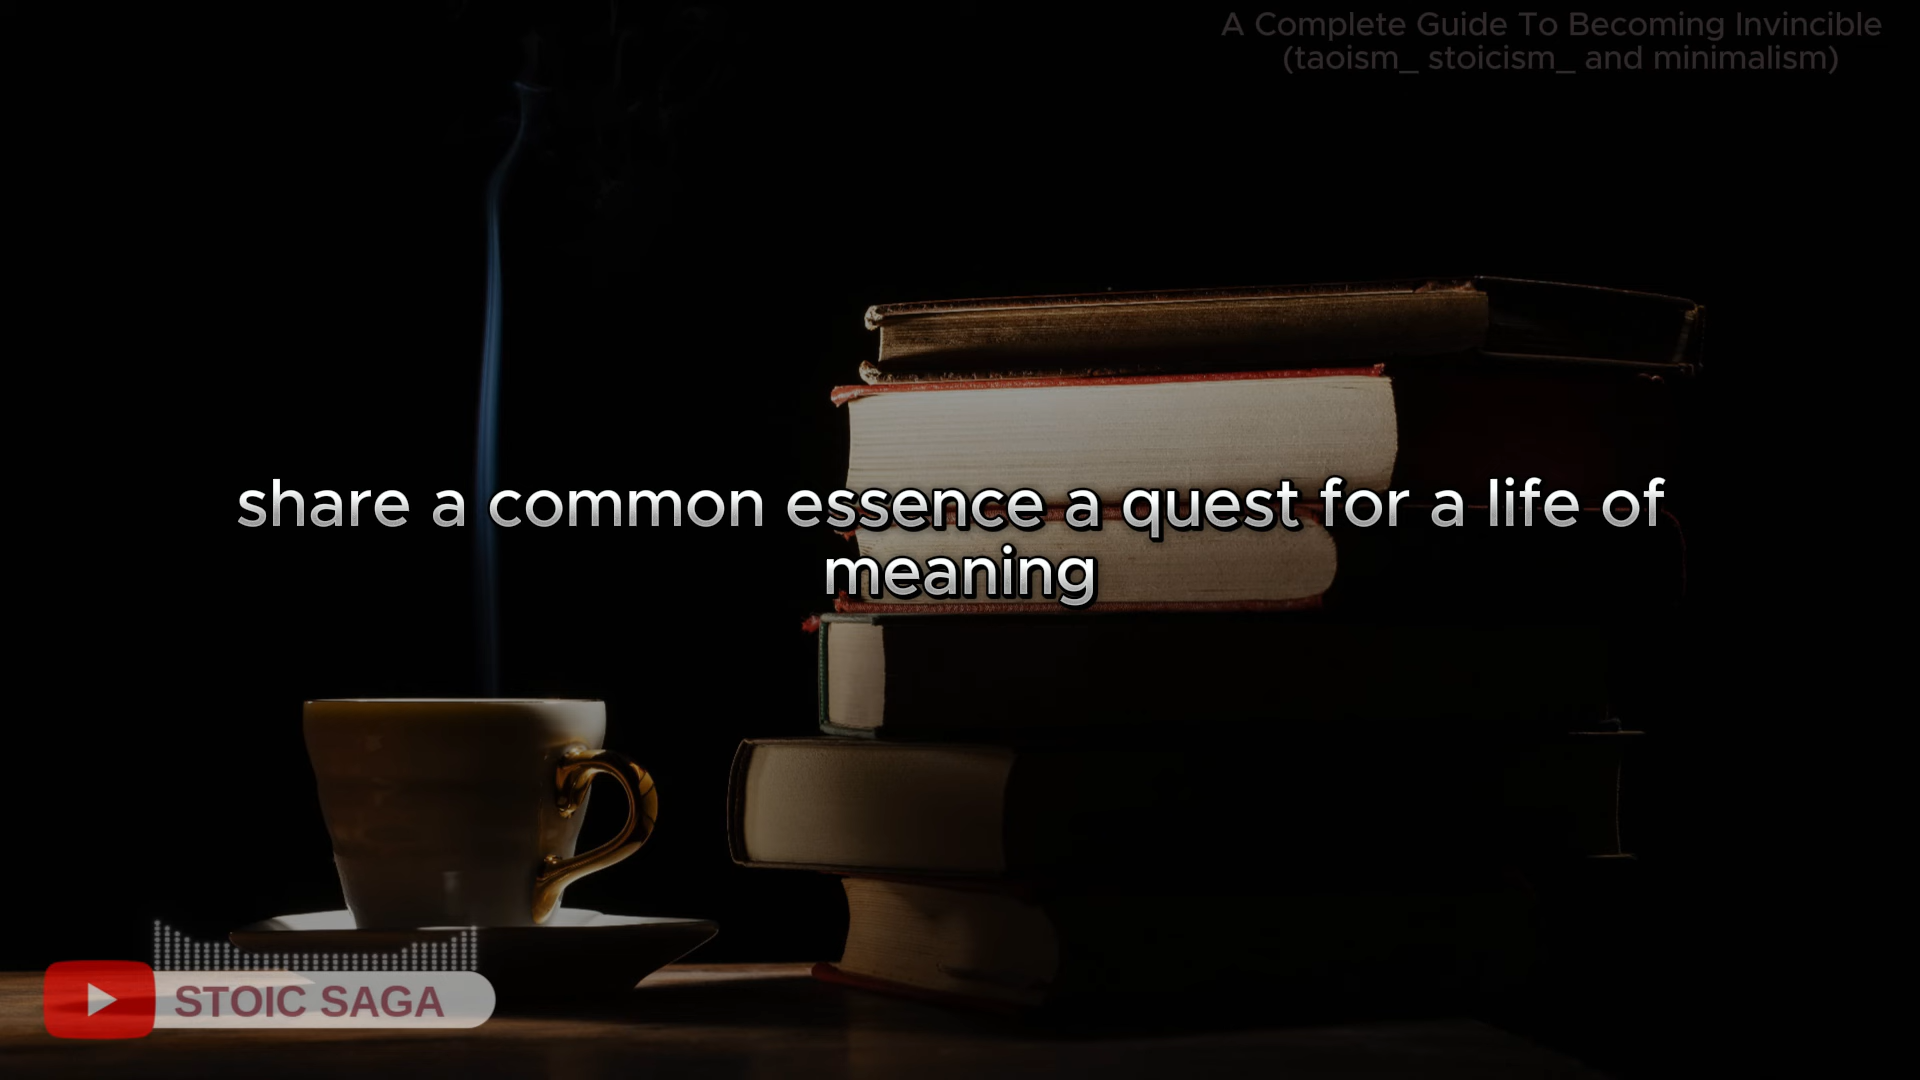 A Complete Guide To Becoming Invincible
(taoism_ stoicism_ and minimalism)
share a common essence a quest for a life of
meaning
STOIC SAGA